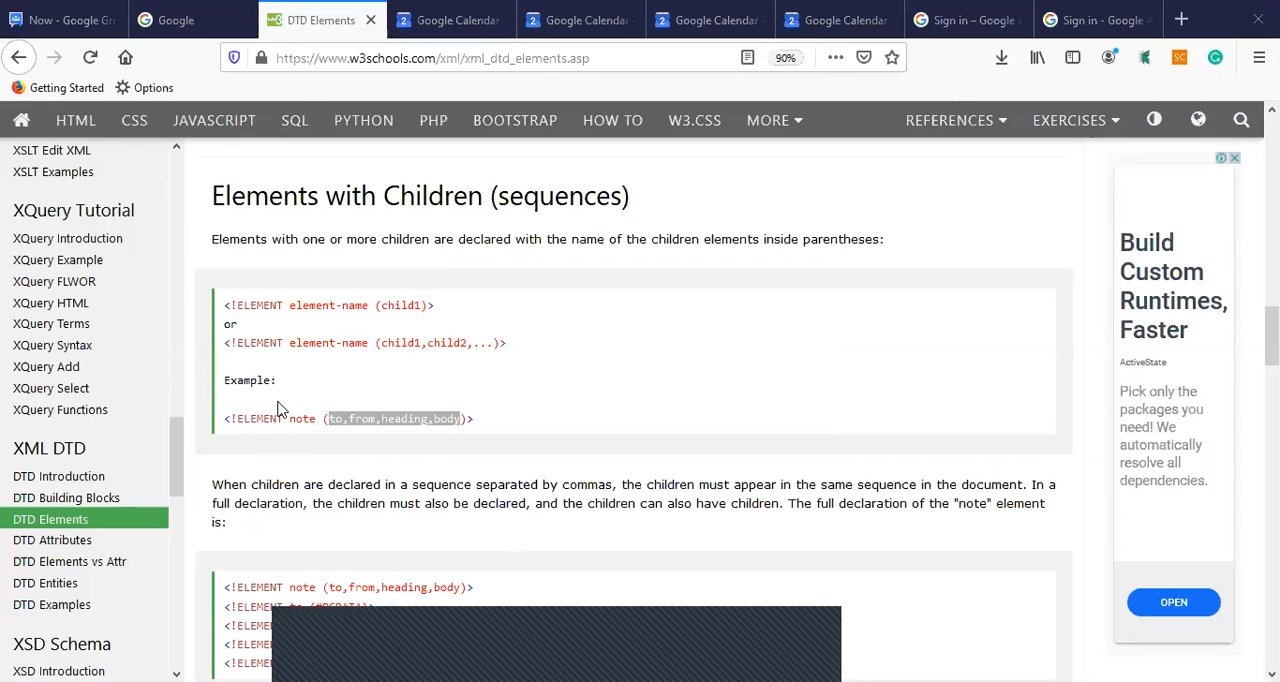 Now - Google Gr
Google
DTD Elements
Google Calendar
Google Calendar -
Google Calendar -
Google Calendar
Sign in – Google
Sign in - Google
https://www.w3schools.com/xml/xml_dtd_elements.asp
90%
SC
Getting Started
Options
HTML
CSS
JAVASCRIPT
SQL
PYTHON
PHP
BOOTSTRAP
HOW TO
W3.CSS
MORE
REFERENCES
EXERCISES
XSLT Edit XML
XSLT Examples
XQuery Tutorial
XQuery Introduction
XQuery Example
XQuery FLWOR
XQuery HTML
XQuery Terms
XQuery Syntax
XQuery Add
XQuery Select
XQuery Functions
XML DTD
DTD Introduction
DTD Building Blocks
DTD Elements
DTD Attributes
DTD Elements vs Attr
DTD Entities
DTD Examples
XSD Schema
XSD Introduction
Elements with Children (sequences)
Elements with one or more children are declared with the name of the children elements inside parentheses:
<!ELEMENT element-name (child1)>
or
<!ELEMENT element-name (child1,child2,...)>
Example:
<!ELEMENT note (to,from,heading,body)>
When children are declared in a sequence separated by commas, the children must appear in the same sequence in the document. In a
full declaration, the children must also be declared, and the children can also have children. The full declaration of the "note" element
is:
<!ELEMENT note (to,from,heading,body)>
<!ELEMENT to (#PCDATA)>
<!ELE
<!ELE
<!ELE
Build
Custom
Runtimes,
Faster
ActiveState
Pick only the
packages you
need! We
automatically
resolve all
dependencies.
OPEN